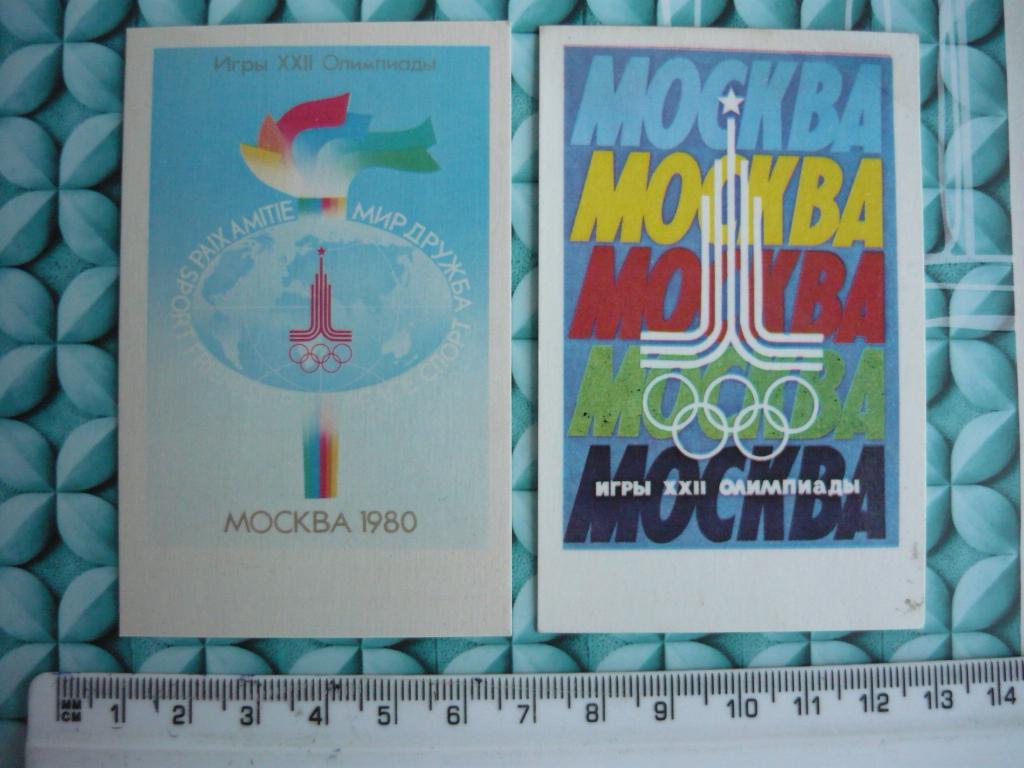 Игры XXII Олимпиады
SPORT PAIX AMITIE
МИР ДРУЖБА СПОРТ
МОСКВА 1980
МОСКВА
МОСКВА
МОСКВА
МОСКВА
МОСКВА
ИГРЫ XXII ОЛИМПИАДЫ
ММ
СМ
1 2 3 4 5 6 7 8 9 10 11 12 13 14